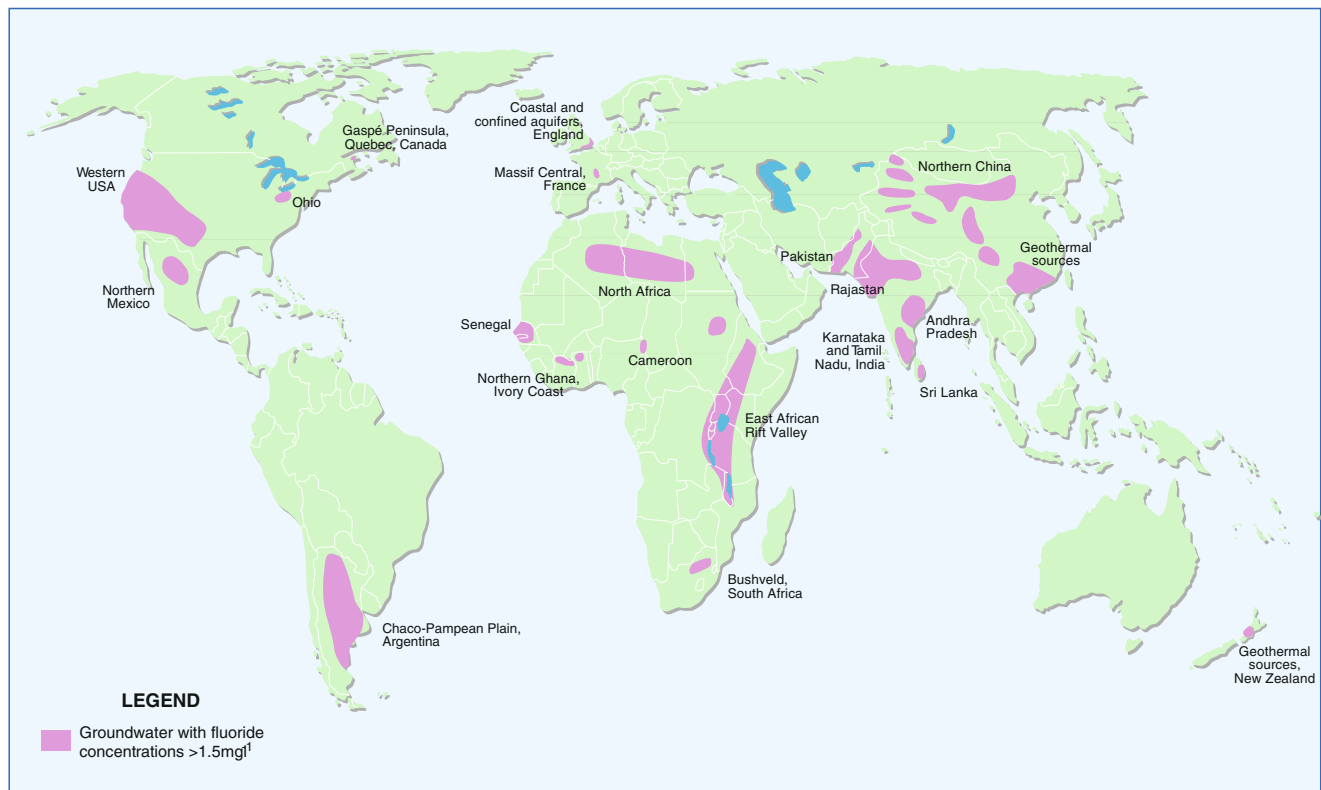 Coastal and
confined aquifers,
England
Gaspé Peninsula,
Quebec, Canada
Western
USA
Massif Central,
France
Northern China
Ohio
Northern
Mexico
North Africa
Pakistan
Rajastan
Geothermal
sources
Senegal
Cameroon
Northern Ghana,
Ivory Coast
Andhra
Pradesh
Karnataka
and Tamil
Nadu, India
Sri Lanka
East African
Rift Valley
Bushveld,
South Africa
Chaco-Pampean Plain,
Argentina
Geothermal
sources,
New Zealand
LEGEND
Groundwater with fluoride
concentrations >1.5mgl¹